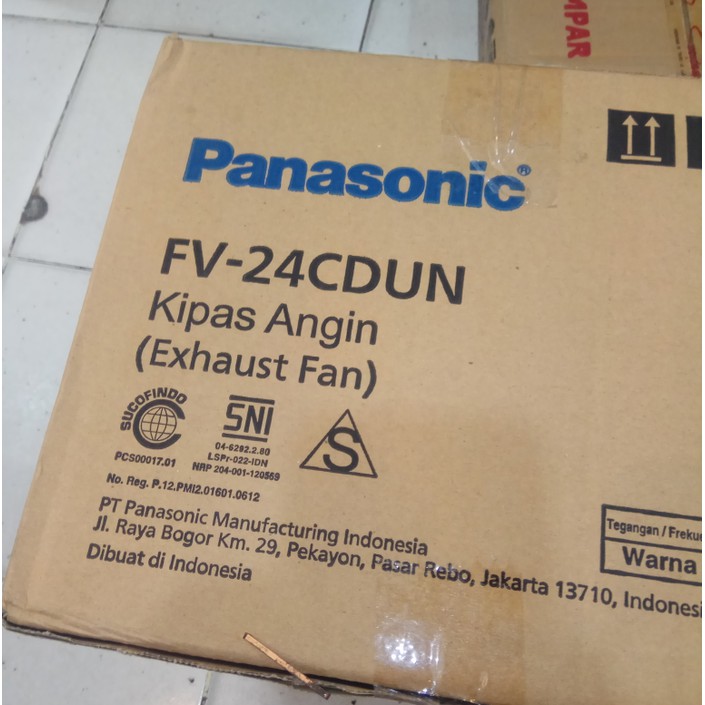 MPAR
Panasonic®
FV-24CDUN
Kipas Angin
(Exhaust Fan)
SUCOFINDO
PCS00017.01
SNI
04-6292.2.80
LSPr-022-IDN
NRP 204-001-120569
S
No. Reg. P.12.PMI2.01601.0612
PT Panasonic Manufacturing Indonesia
Jl. Raya Bogor Km. 29, Pekayon, Pasar Rebo, Jakarta 13710, Indonesi
Dibuat di Indonesia
Tegangan / Frekue
Warna